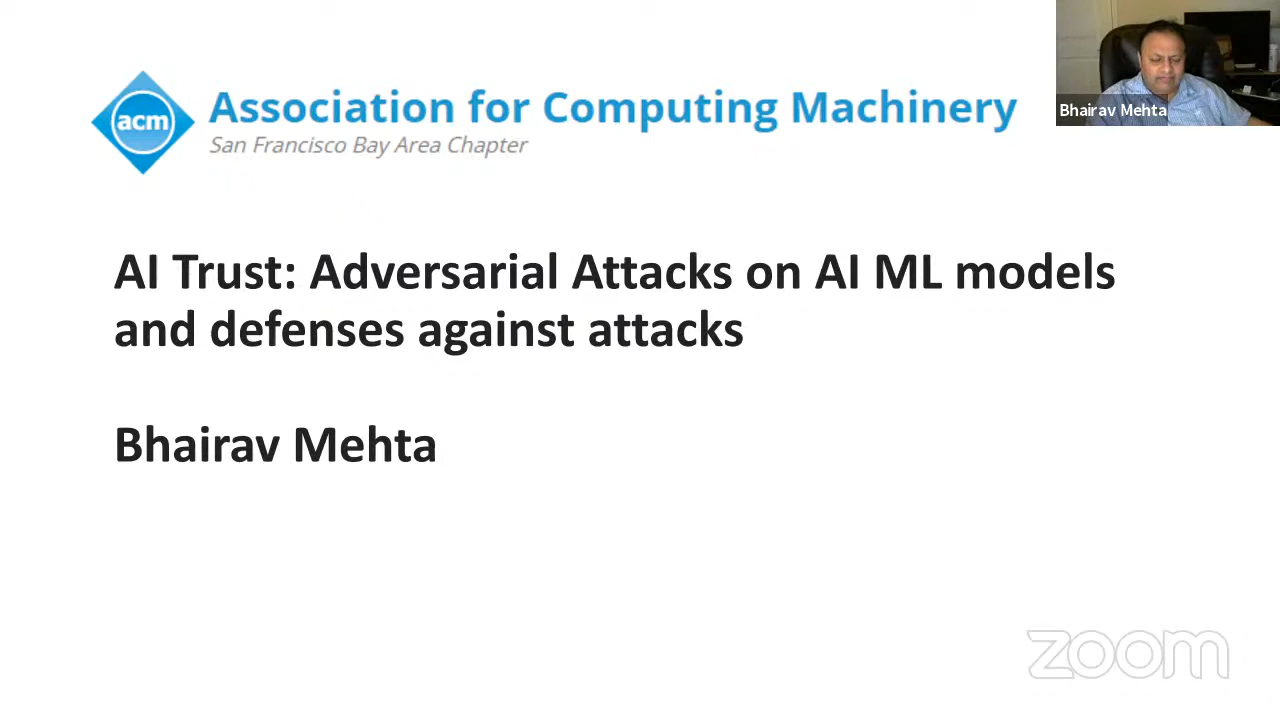 acm
Association for Computing Machinery
San Francisco Bay Area Chapter
Bhairav Mehta
AI Trust: Adversarial Attacks on AI ML models
and defenses against attacks
Bhairav Mehta
zoom